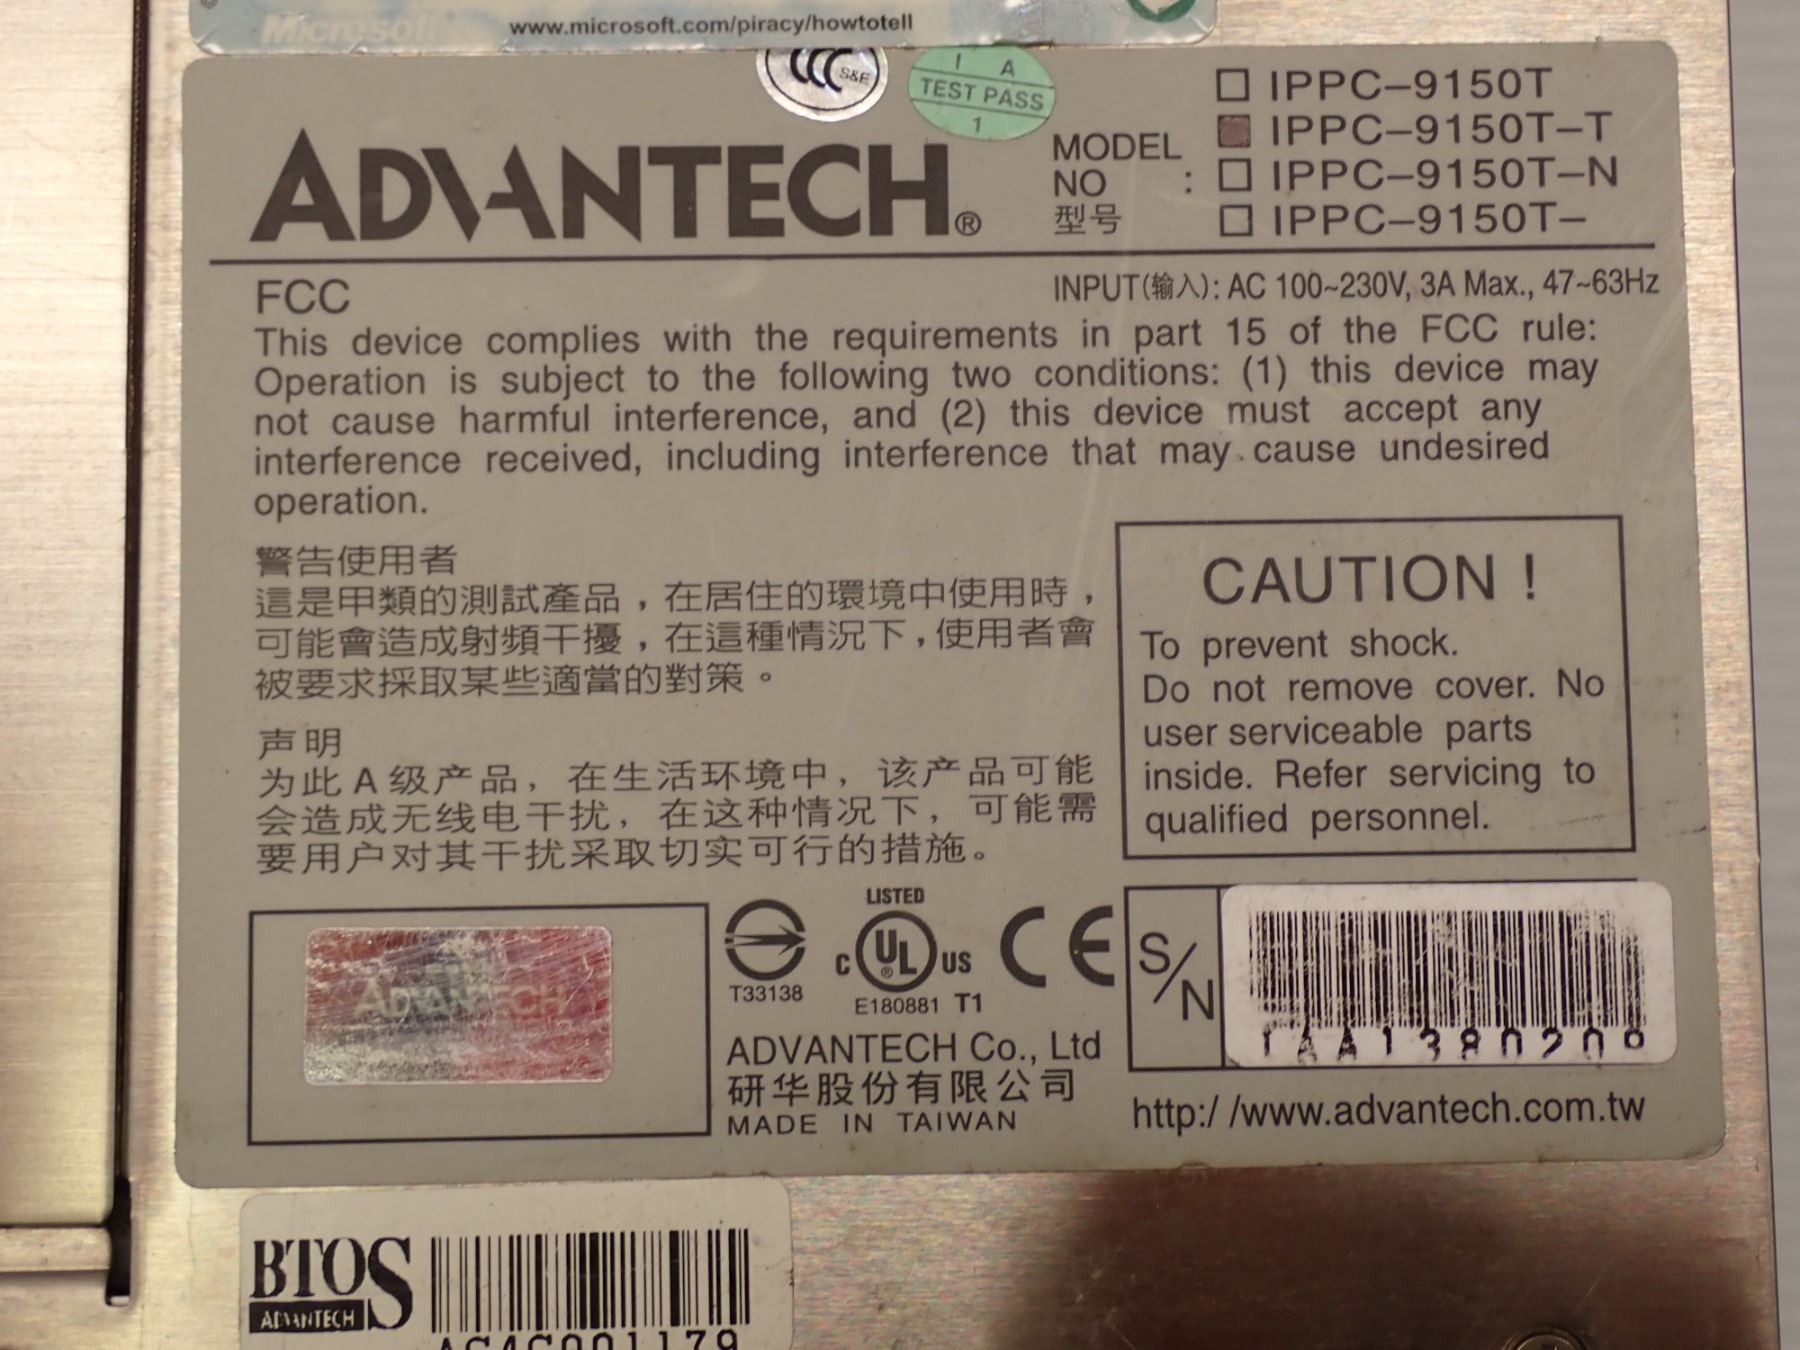 Microsoft www.microsoft.com/piracy/howtotell
CCC S&E
I A
TEST PASS
1
ADVANTECH®
MODEL NO 型号 :
□ IPPC-9150T
■ IPPC-9150T-T
□ IPPC-9150T-N
□ IPPC-9150T-
FCC
INPUT(输入): AC 100~230V, 3A Max., 47~63Hz
This device complies with the requirements in part 15 of the FCC rule:
Operation is subject to the following two conditions: (1) this device may
not cause harmful interference, and (2) this device must accept any
interference received, including interference that may cause undesired
operation.
警告使用者
這是甲類的測試產品，在居住的環境中使用時，
可能會造成射頻干擾，在這種情況下，使用者會
被要求採取某些適當的對策。
声明
为此 A 级产品，在生活环境中，该产品可能
会造成无线电干扰，在这种情况下，可能需
要用户对其干扰采取切实可行的措施。
CAUTION !
To prevent shock.
Do not remove cover. No
user serviceable parts
inside. Refer servicing to
qualified personnel.
ADVANTECH
T33138
LISTED
C UL® US
E180881 T1
CE
ADVANTECH Co., Ltd
研华股份有限公司
MADE IN TAIWAN
S/N
IAA1380208
http://www.advantech.com.tw
BTOS
ADVANTECH